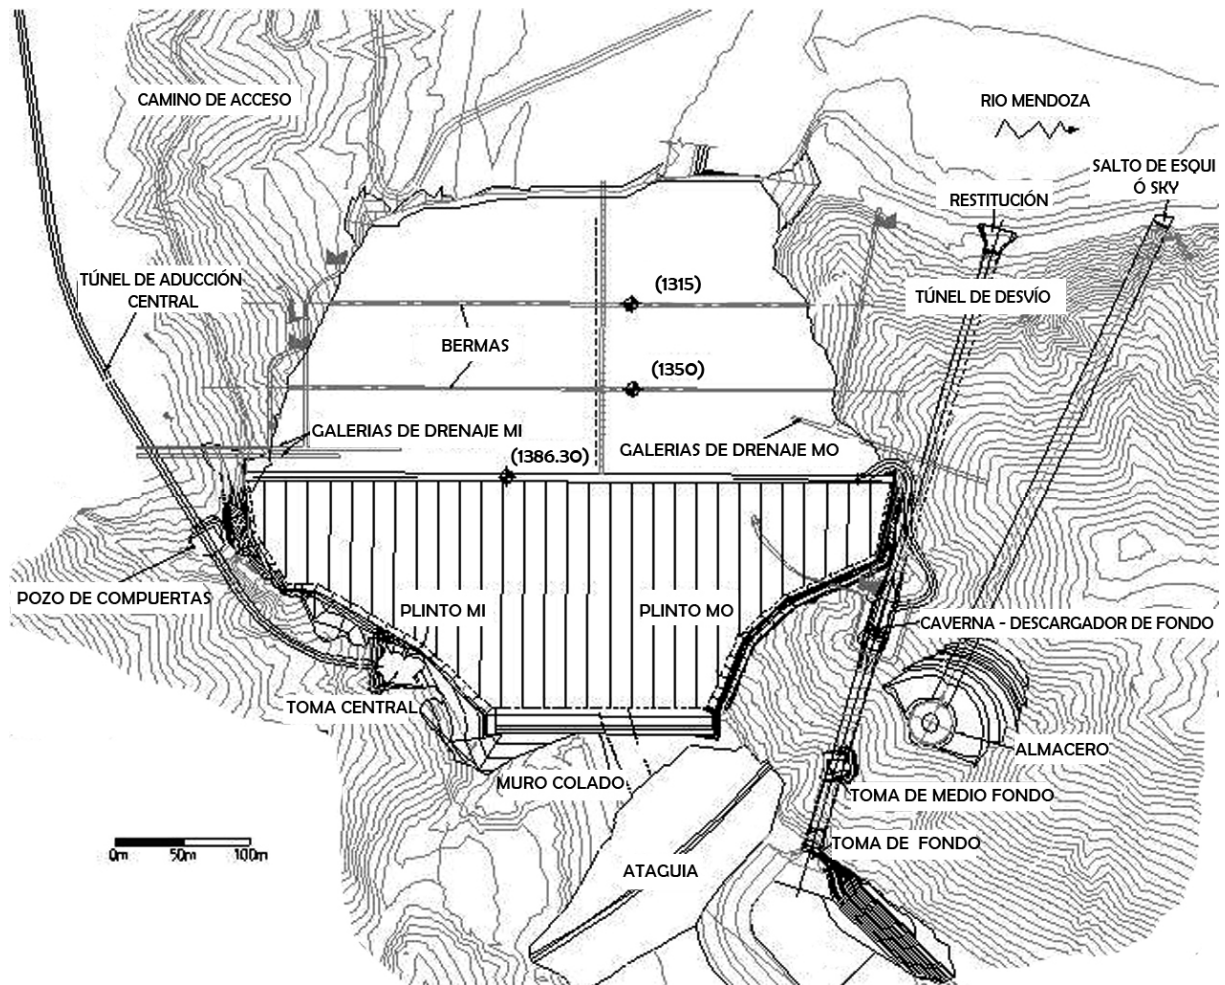 CAMINO DE ACCESO
RIO MENDOZA
SALTO DE ESQUI
Ó SKY
RESTITUCIÓN
TÚNEL DE ADUCCIÓN
CENTRAL
(1315)
TÚNEL DE DESVÍO
BERMAS
(1350)
GALERIAS DE DRENAJE MI
(1386.30)
GALERIAS DE DRENAJE MO
POZO DE COMPUERTAS
PLINTO MI
PLINTO MO
CAVERNA - DESCARGADOR DE FONDO
TOMA CENTRAL
ALMACERO
MURO COLADO
TOMA DE MEDIO FONDO
TOMA DE FONDO
0m 50m 100m
ATAGUIA